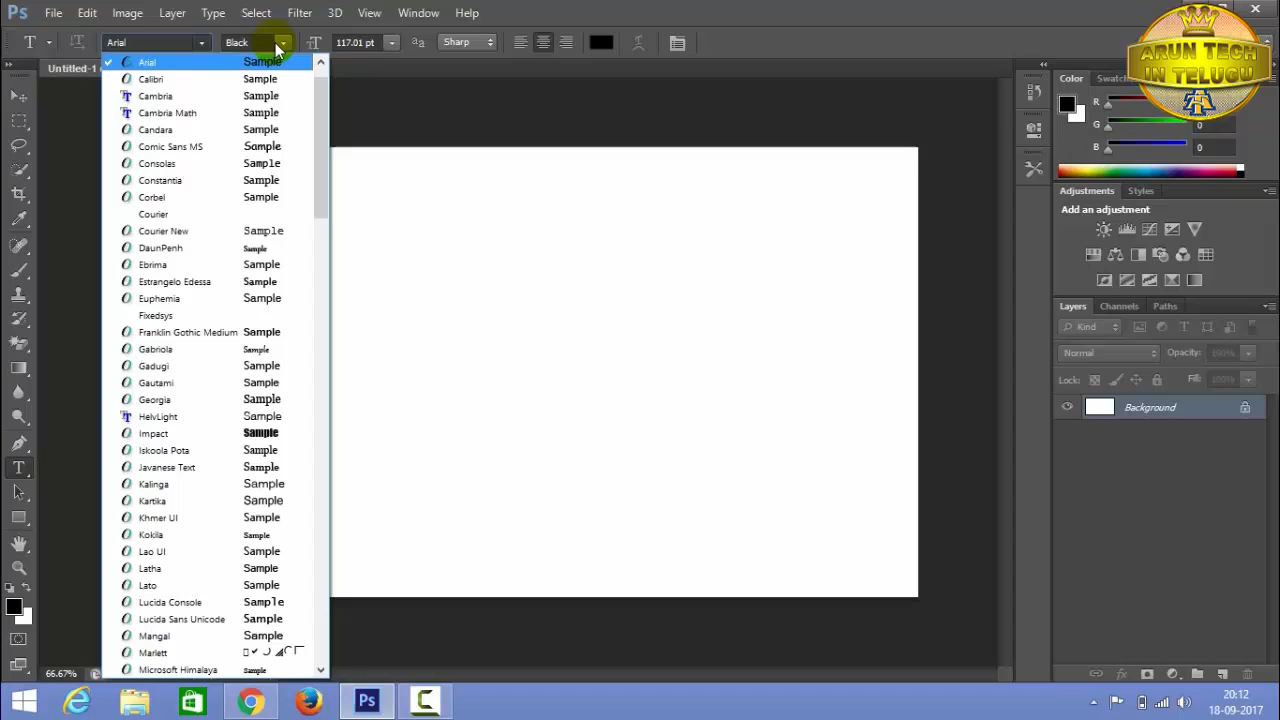 Ps File Edit Image Layer Type Select Filter 3D View Window Help
T Arial Black 117.01 pt Sharp
ARUN TECH
IN TELUGU
Untitled-1
Arial Sample
Calibri Sample
Cambria Sample
Cambria Math Sample
Candara Sample
Comic Sans MS Sample
Consolas Sample
Constantia Sample
Corbel Sample
Courier
Courier New Sample
DaunPenh Sample
Ebrima Sample
Estrangelo Edessa Sample
Euphemia Sample
Fixedsys
Franklin Gothic Medium Sample
Gabriola Sample
Gadugi Sample
Gautami Sample
Georgia Sample
HelvLight Sample
Impact Sample
Iskoola Pota Sample
Javanese Text Sample
Kalinga Sample
Kartika Sample
Khmer UI Sample
Kokila Sample
Lao UI Sample
Latha Sample
Lato Sample
Lucida Console Sample
Lucida Sans Unicode Sample
Mangal Sample
Marlett
Microsoft Himalaya Sample
Color Swatch
R
G 0
B 0
Adjustments Styles
Add an adjustment
Layers Channels Paths
Kind
Normal Opacity: 100%
Lock: Fill: 100%
Background
66.67%
Ps
20:12
18-09-2017